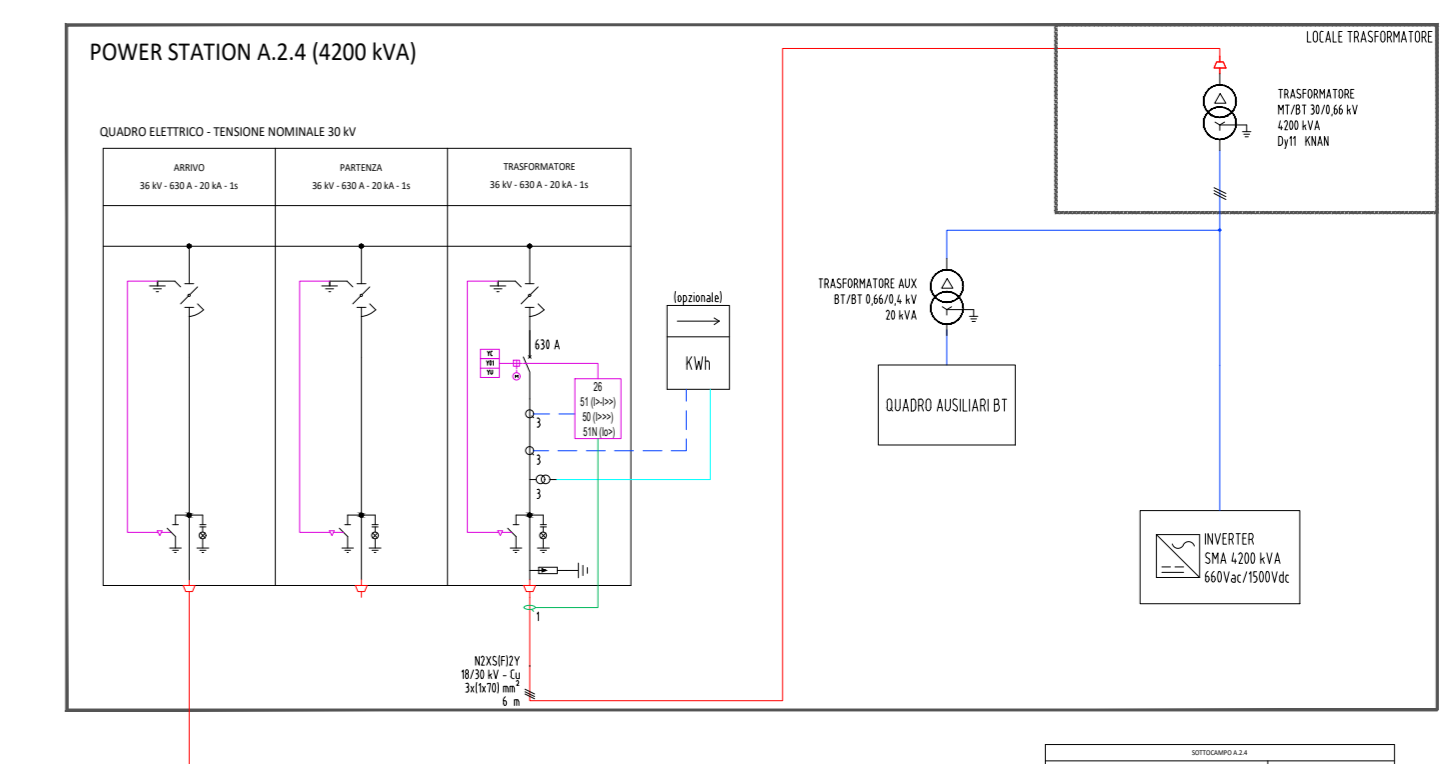 POWER STATION A.2.4 (4200 kVA)
LOCALE TRASFORMATORE
TRASFORMATORE
MT/BT 30/0,66 kV
4200 kVA
Dy11 KNAN
QUADRO ELETTRICO - TENSIONE NOMINALE 30 kV
ARRIVO
36 kV - 630 A - 20 kA - 1s
PARTENZA
36 kV - 630 A - 20 kA - 1s
TRASFORMATORE
36 kV - 630 A - 20 kA - 1s
TRASFORMATORE AUX
BT/BT 0,66/0,4 kV
20 kVA
(opzionale)
KWh
630 A
YC
YO1
YU
M
26
51 (I>-I>>)
50 (I>>>)
51N (Io>)
3
3
3
QUADRO AUSILIARI BT
INVERTER
SMA 4200 kVA
660Vac/1500Vdc
1
N2XS(F)2Y
18/30 kV - Cu
3x(1x70) mm²
6 m
SOTTOCAMPO A.2.4